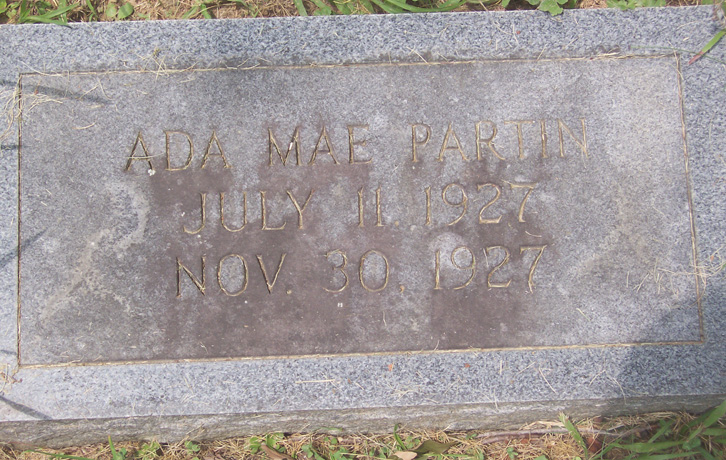 ADA MAE PARTIN
JULY 11, 1927
NOV. 30, 1927